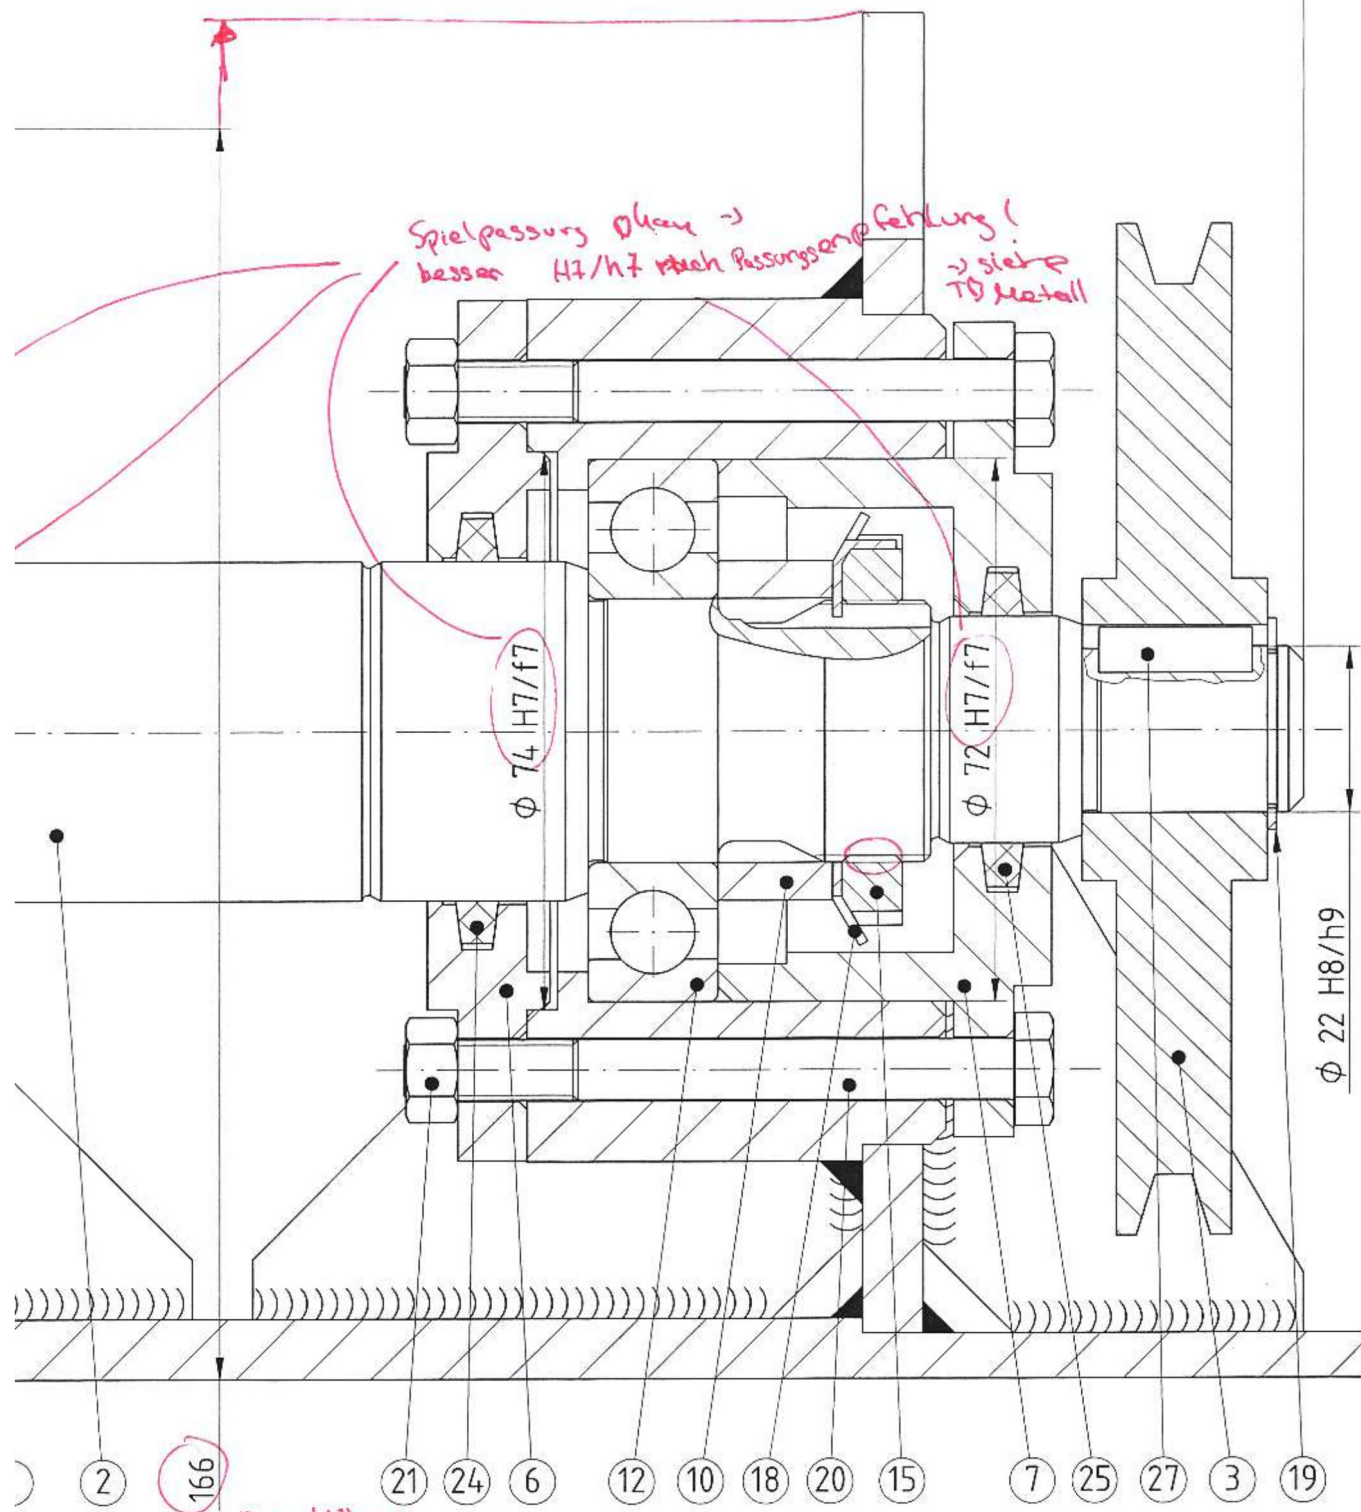 Spielpassung Okay ->
besser H7/h7 nach Passungsempfehlung!
-> siehe
TB Metall
ϕ 74 H7/f7
ϕ 72 H7/f7
ϕ 22 H8/h9
166
2
21
24
6
12
10
18
20
15
7
25
27
3
19